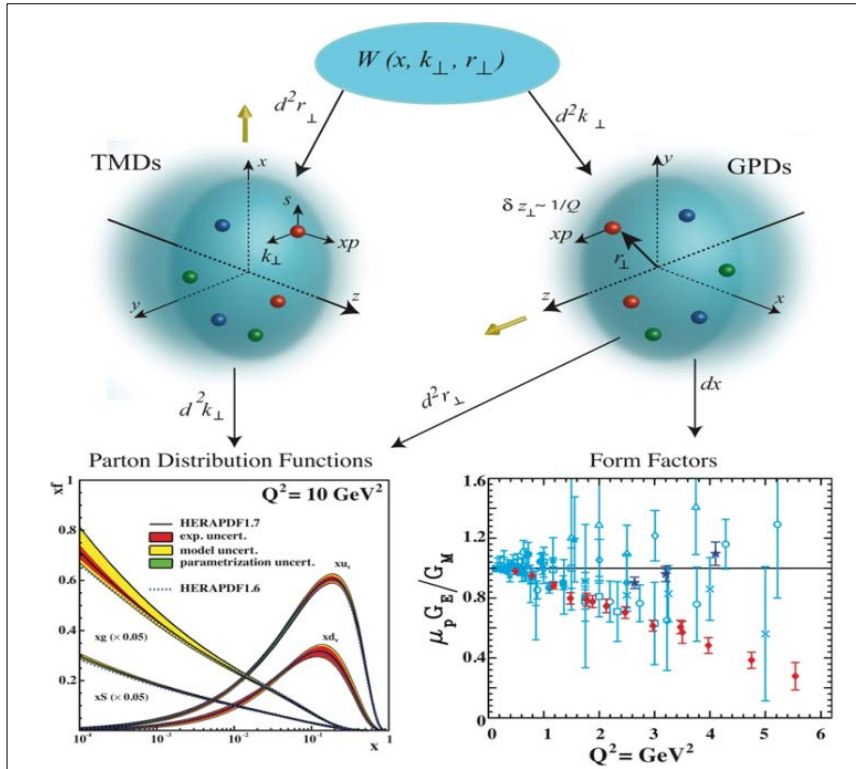 W (x, k⊥, r⊥)
d²r⊥
d²k⊥
TMDs
GPDs
x
s
xp
k⊥
y
z
y
δ z⊥ ~ 1/Q
xp
r⊥
z
x
d²k⊥
d²r⊥
dx
Parton Distribution Functions
xf
1
0.8
0.6
0.4
0.2
Q² = 10 GeV²
HERAPDF1.7
exp. uncert.
model uncert.
parametrization uncert.
HERAPDF1.6
xuᵥ
xdᵥ
xg (× 0.05)
xS (× 0.05)
10⁻⁴ 10⁻³ 10⁻² 10⁻¹ 1
x
Form Factors
μₚGE/GM
1.6
1.2
0.8
0.4
0
0 1 2 3 4 5 6
Q² = GeV²